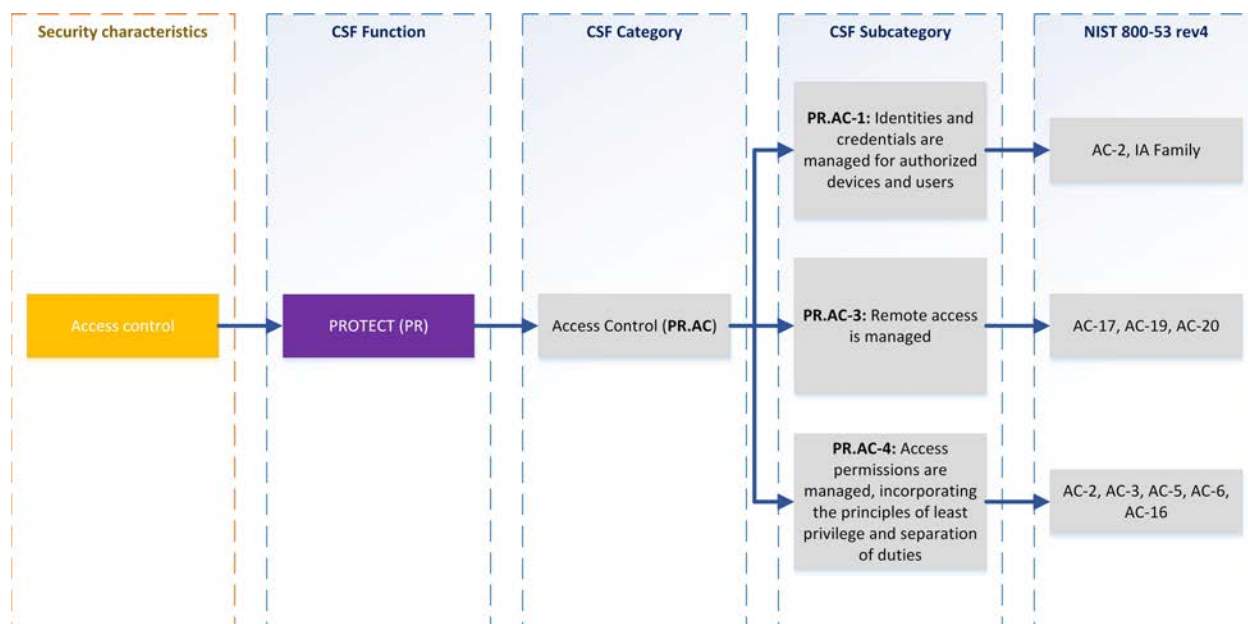 Security characteristics
CSF Function
CSF Category
CSF Subcategory
NIST 800-53 rev4
Access control
PROTECT (PR)
Access Control (PR.AC)
PR.AC-1: Identities and
credentials are
managed for authorized
devices and users
AC-2, IA Family
PR.AC-3: Remote access
is managed
AC-17, AC-19, AC-20
PR.AC-4: Access
permissions are
managed, incorporating
the principles of least
privilege and separation
of duties
AC-2, AC-3, AC-5, AC-6,
AC-16